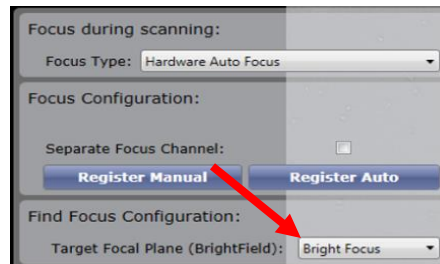 Focus during scanning:
Focus Type: Hardware Auto Focus
Focus Configuration:
Separate Focus Channel:
Register Manual Register Auto
Find Focus Configuration:
Target Focal Plane (BrightField): Bright Focus